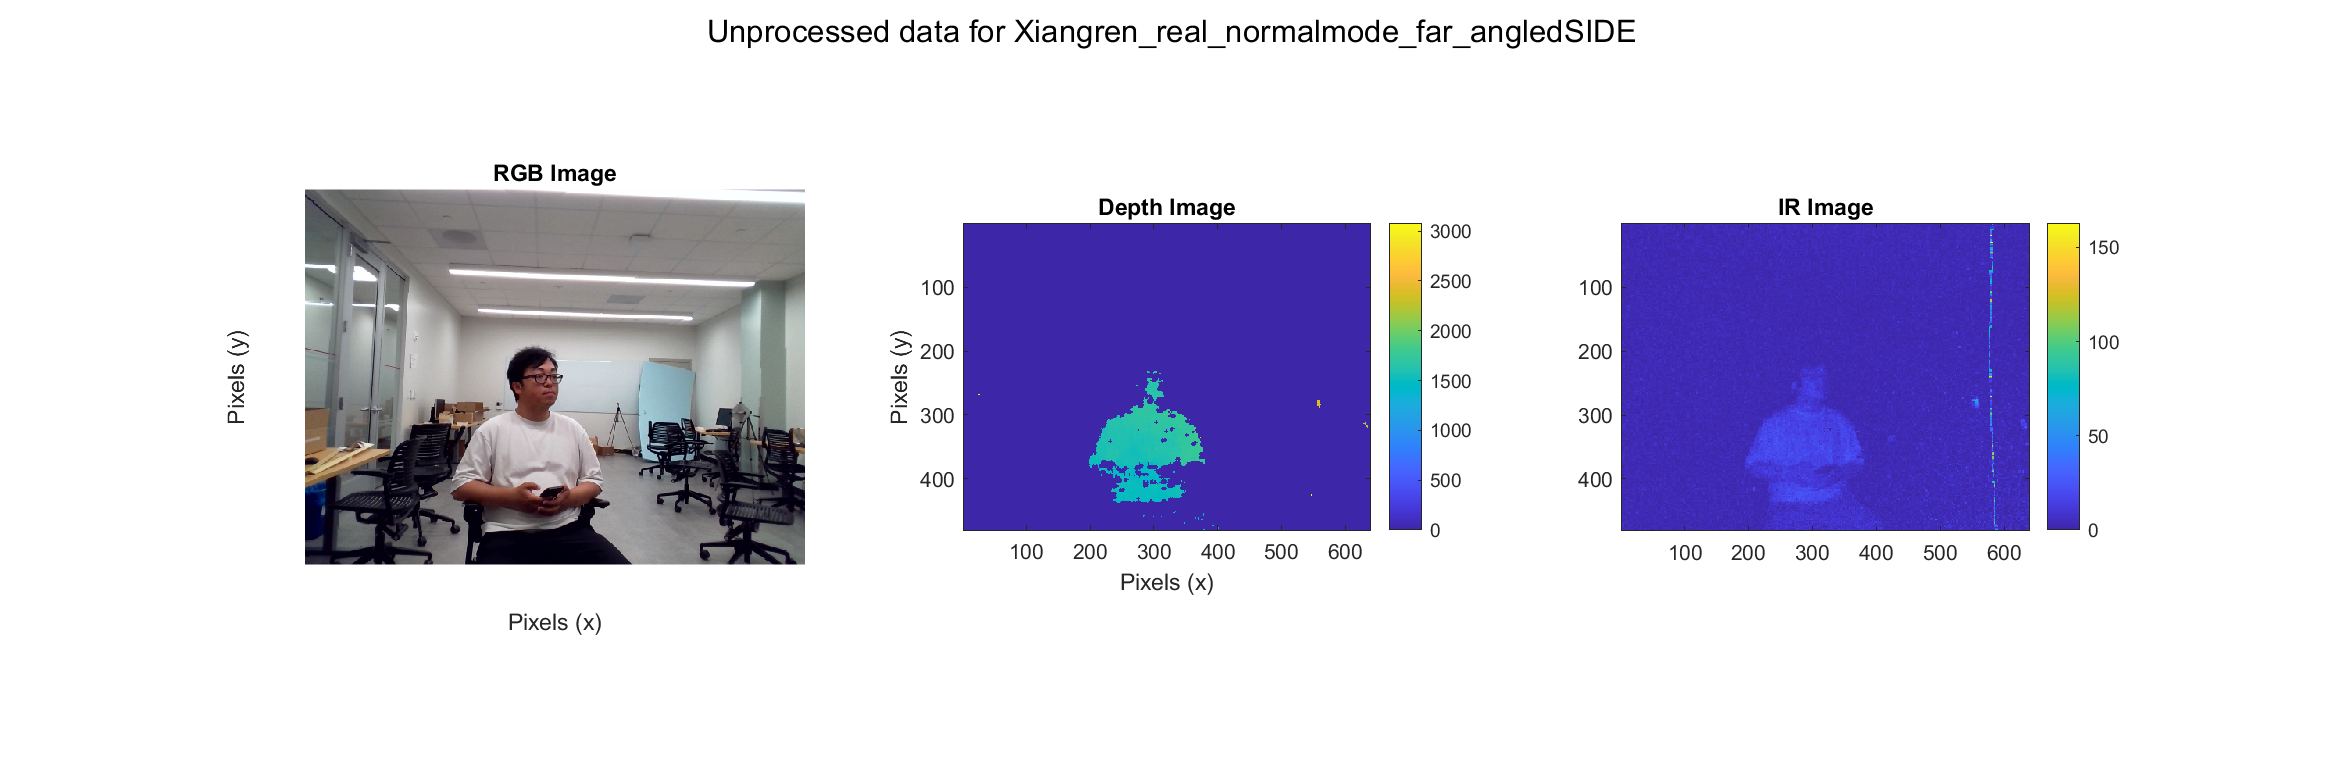 Unprocessed data for Xiangren_real_normalmode_far_angledSIDE
RGB Image
Pixels (y)
Pixels (x)
Depth Image
Pixels (y)
100
200
300
400
100 200 300 400 500 600
Pixels (x)
3000
2500
2000
1500
1000
500
0
IR Image
100
200
300
400
100 200 300 400 500 600
150
100
50
0